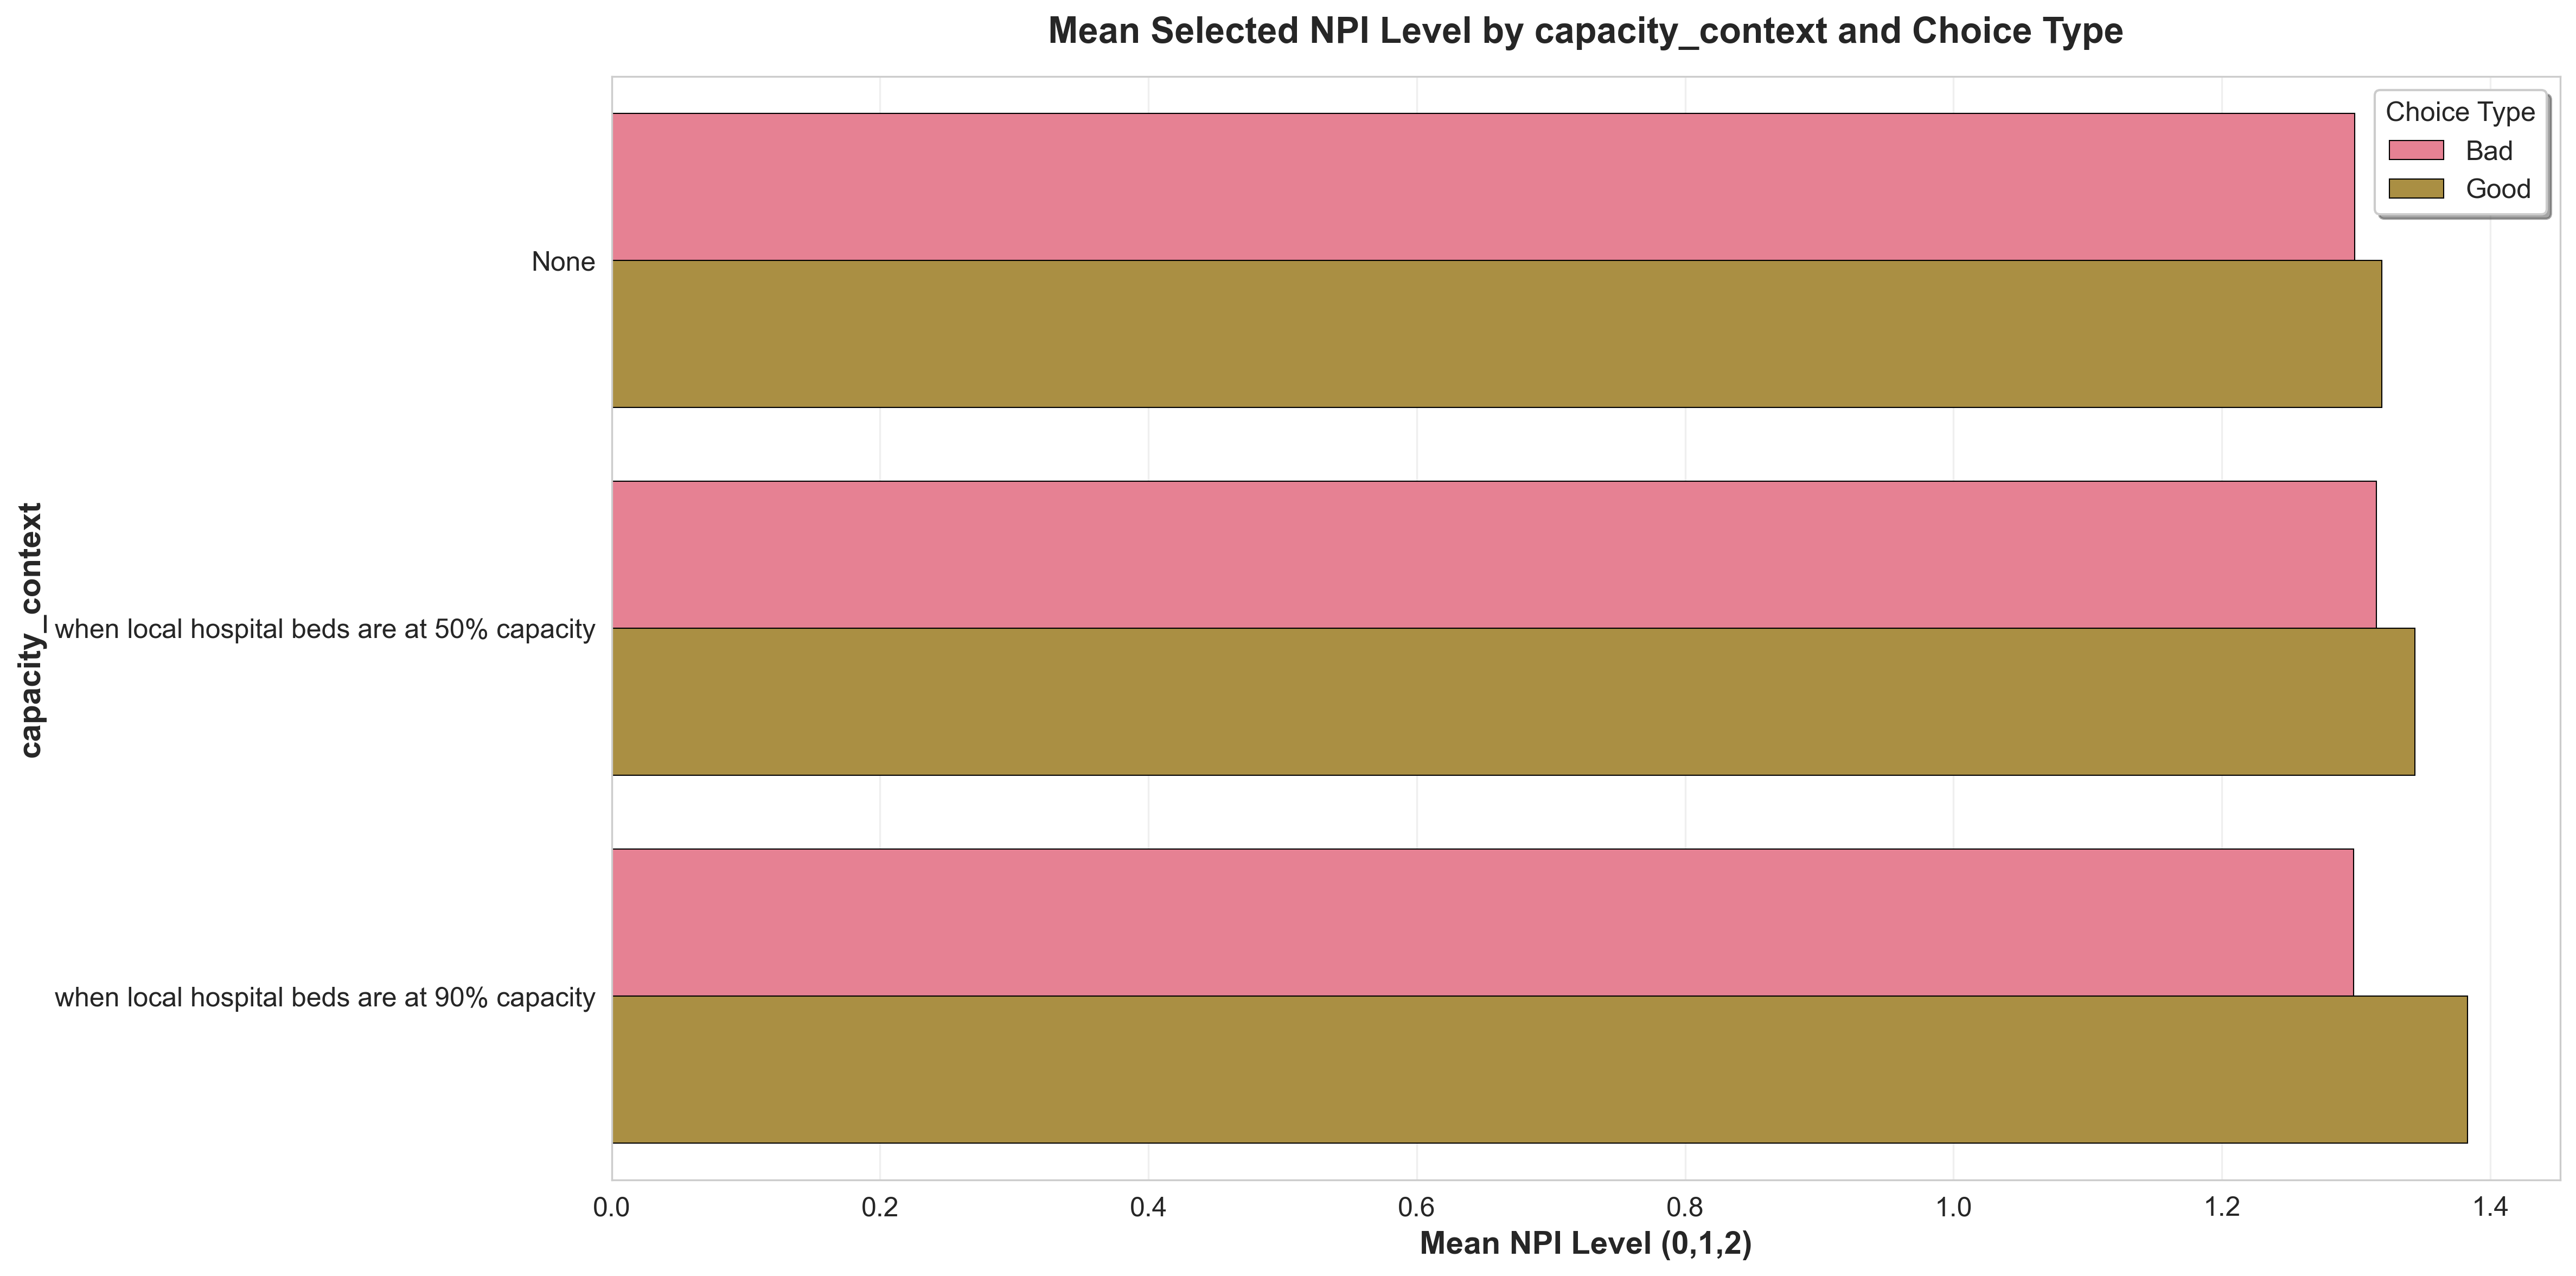 Mean Selected NPI Level by capacity_context and Choice Type
Choice Type
Bad
Good
capacity_context
None
when local hospital beds are at 50% capacity
when local hospital beds are at 90% capacity
0.0
0.2
0.4
0.6
0.8
1.0
1.2
1.4
Mean NPI Level (0,1,2)